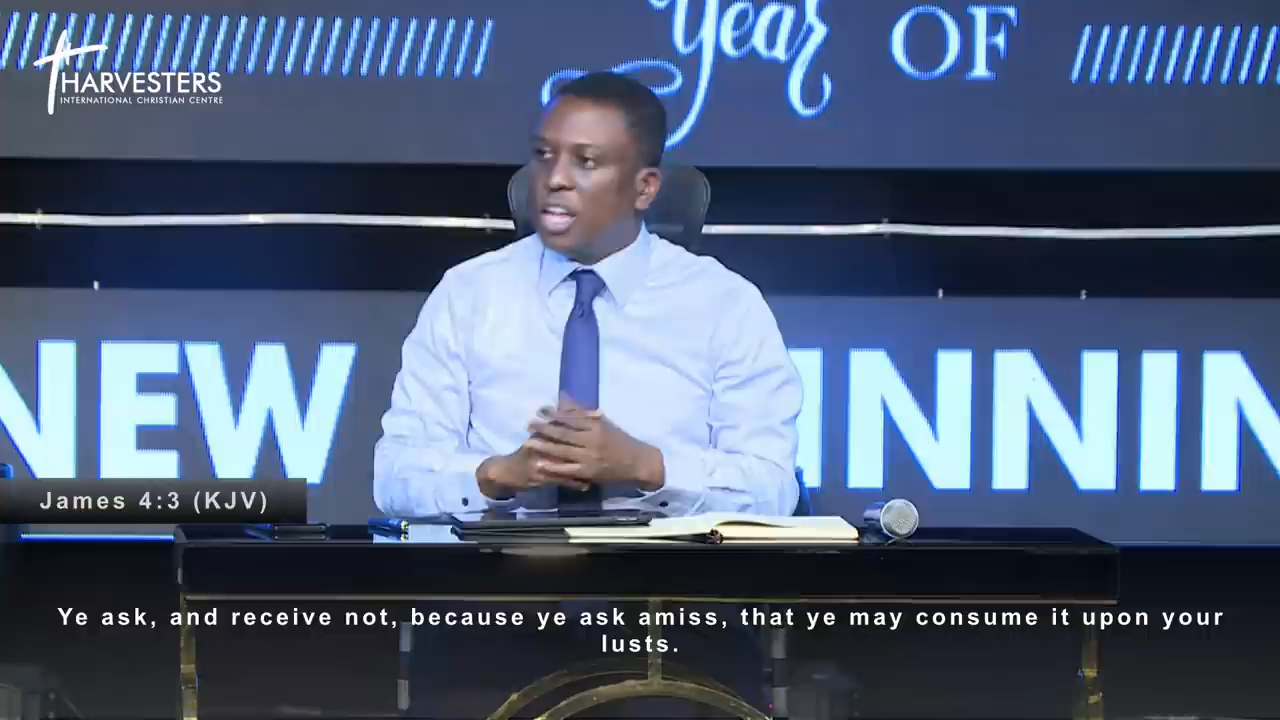 Year OF
HARVESTERS
INTERNATIONAL CHRISTIAN CENTRE
NEW INNIN
James 4:3 (KJV)
Ye ask, and receive not, because ye ask amiss, that ye may consume it upon your
lusts.